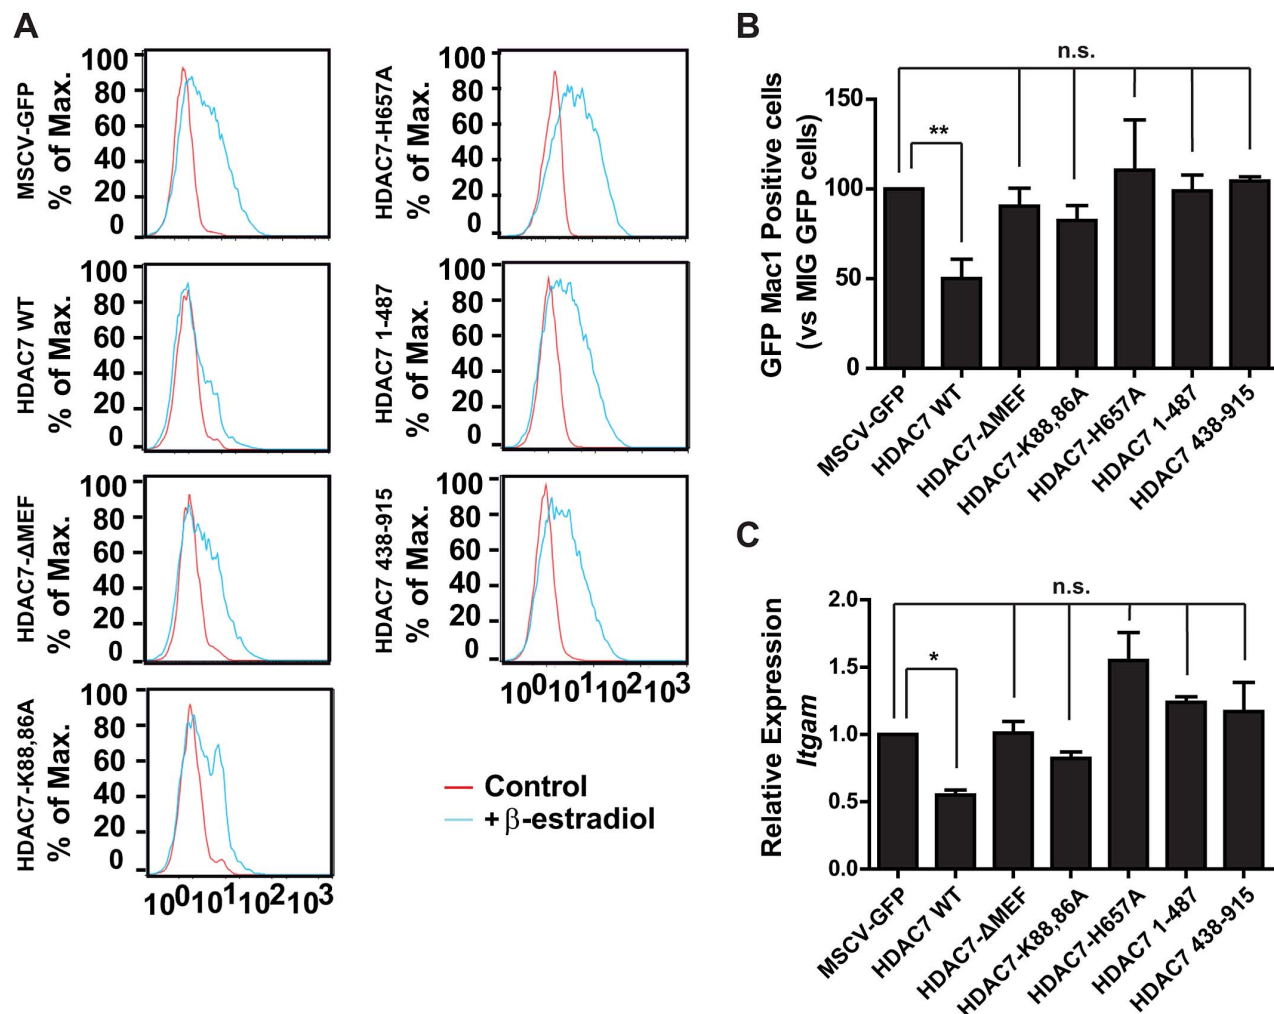 A
MSCV-GFP
% of Max.
100
80
60
40
20
0
HDAC7-H657A
% of Max.
100
80
60
40
20
0
HDAC7 WT
% of Max.
100
80
60
40
20
0
HDAC7 1-487
% of Max.
100
80
60
40
20
0
HDAC7-ΔMEF
% of Max.
100
80
60
40
20
0
HDAC7 438-915
% of Max.
100
80
60
40
20
0
10⁰10¹10²10³
HDAC7-K88,86A
% of Max.
100
80
60
40
20
0
10⁰10¹10²10³
Control
+ β-estradiol
B
n.s.
**
GFP Mac1 Positive cells
(vs MIG GFP cells)
150
100
50
0
MSCV-GFP
HDAC7 WT
HDAC7-ΔMEF
HDAC7-K88,86A
HDAC7-H657A
HDAC7 1-487
HDAC7 438-915
C
n.s.
*
Relative Expression
Itgam
2.0
1.5
1.0
0.5
0.0
MSCV-GFP
HDAC7 WT
HDAC7-ΔMEF
HDAC7-K88,86A
HDAC7-H657A
HDAC7 1-487
HDAC7 438-915